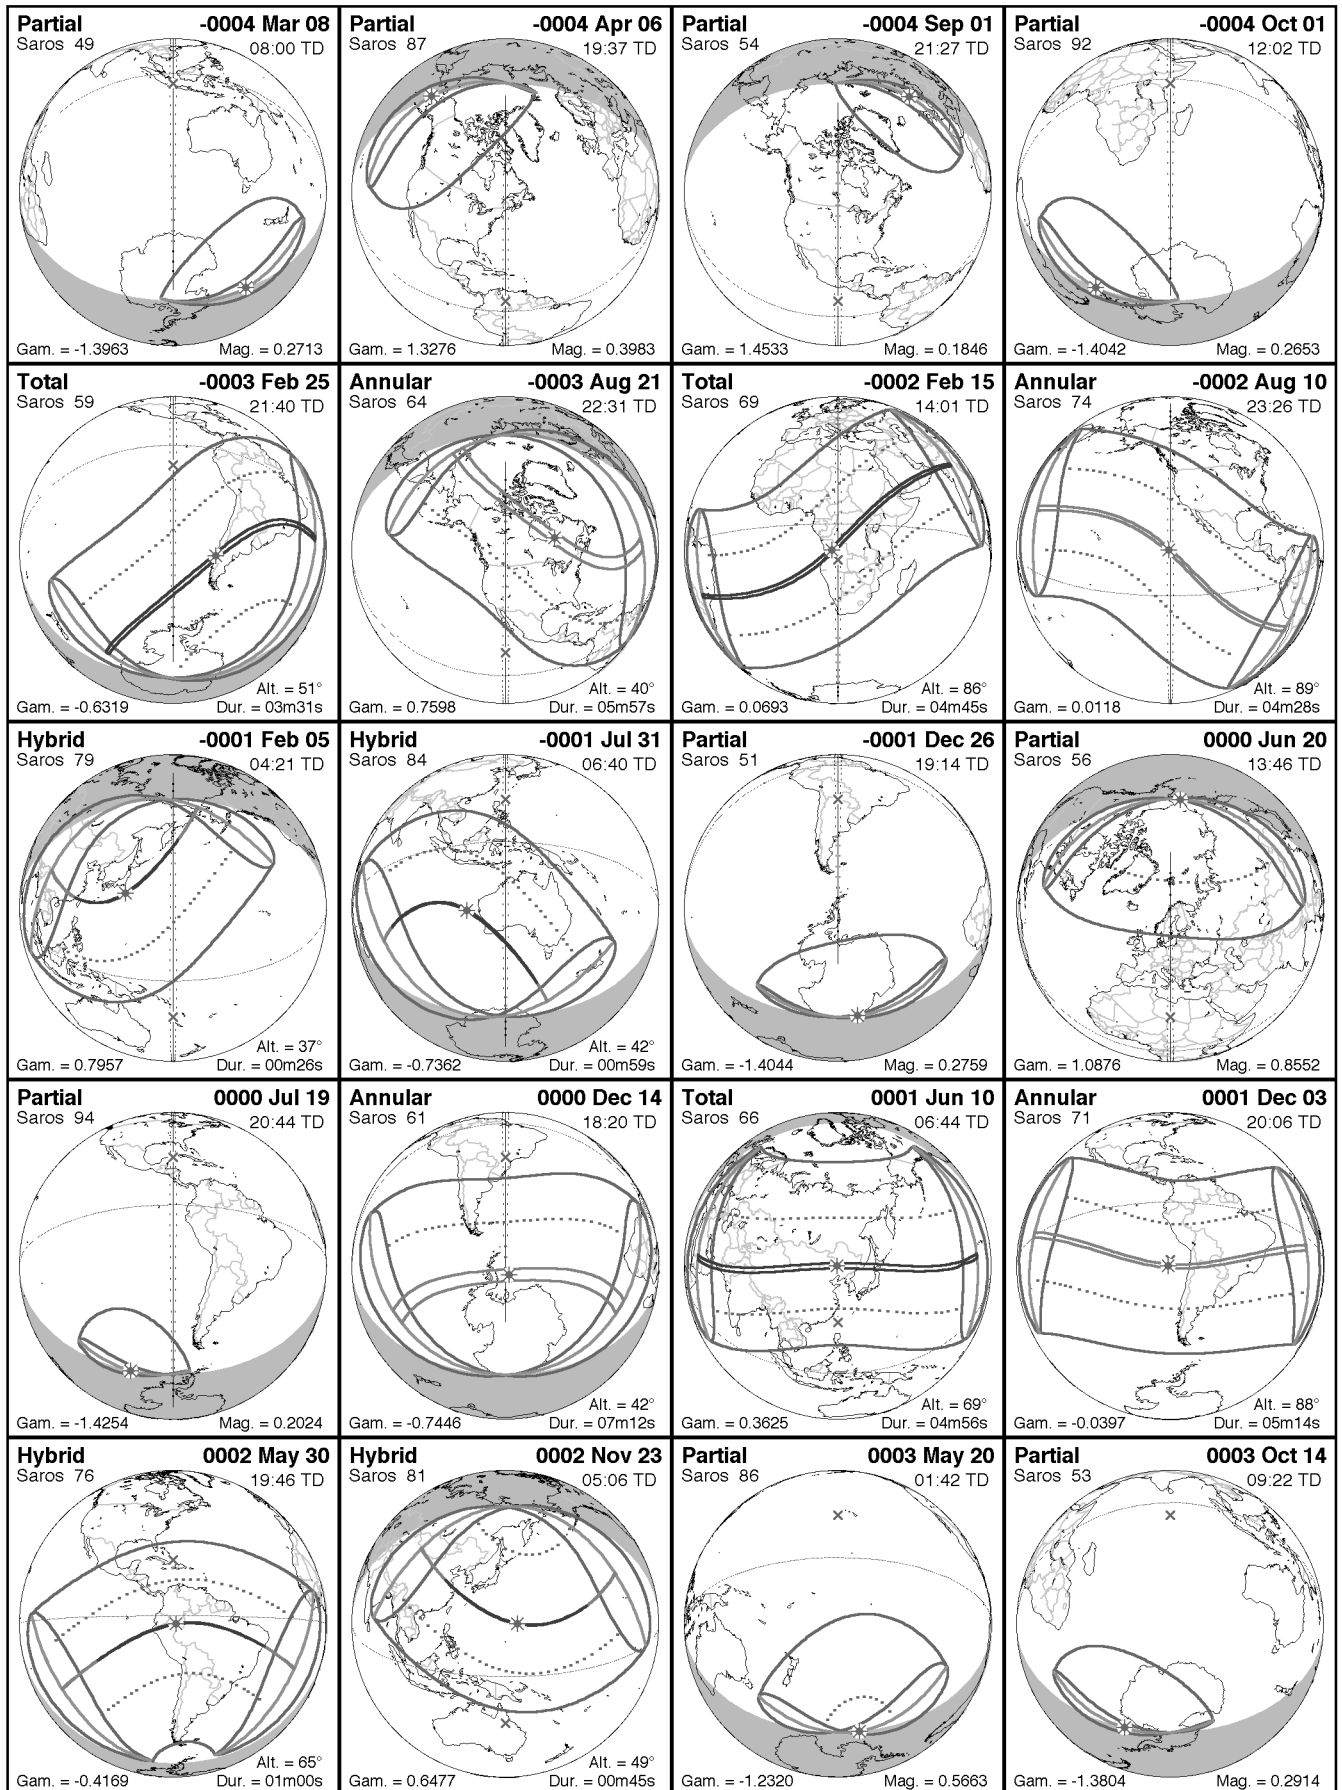 Partial -0004 Mar 08
Saros 49 08:00 TD
Gam. = -1.3963 Mag. = 0.2713
Partial -0004 Apr 06
Saros 87 19:37 TD
Gam. = 1.3276 Mag. = 0.3983
Partial -0004 Sep 01
Saros 54 21:27 TD
Gam. = 1.4533 Mag. = 0.1846
Partial -0004 Oct 01
Saros 92 12:02 TD
Gam. = -1.4042 Mag. = 0.2653
Total -0003 Feb 25
Saros 59 21:40 TD
Alt. = 51°
Gam. = -0.6319 Dur. = 03m31s
Annular -0003 Aug 21
Saros 64 22:31 TD
Alt. = 40°
Gam. = 0.7598 Dur. = 05m57s
Total -0002 Feb 15
Saros 69 14:01 TD
Alt. = 86°
Gam. = 0.0693 Dur. = 04m45s
Annular -0002 Aug 10
Saros 74 23:26 TD
Alt. = 89°
Gam. = 0.0118 Dur. = 04m28s
Hybrid -0001 Feb 05
Saros 79 04:21 TD
Alt. = 37°
Gam. = 0.7957 Dur. = 00m26s
Hybrid -0001 Jul 31
Saros 84 06:40 TD
Alt. = 42°
Gam. = -0.7362 Dur. = 00m59s
Partial -0001 Dec 26
Saros 51 19:14 TD
Gam. = -1.4044 Mag. = 0.2759
Partial 0000 Jun 20
Saros 56 13:46 TD
Gam. = 1.0876 Mag. = 0.8552
Partial 0000 Jul 19
Saros 94 20:44 TD
Gam. = -1.4254 Mag. = 0.2024
Annular 0000 Dec 14
Saros 61 18:20 TD
Alt. = 42°
Gam. = -0.7446 Dur. = 07m12s
Total 0001 Jun 10
Saros 66 06:44 TD
Alt. = 69°
Gam. = 0.3625 Dur. = 04m56s
Annular 0001 Dec 03
Saros 71 20:06 TD
Alt. = 88°
Gam. = -0.0397 Dur. = 05m14s
Hybrid 0002 May 30
Saros 76 19:46 TD
Alt. = 65°
Gam. = -0.4169 Dur. = 01m00s
Hybrid 0002 Nov 23
Saros 81 05:06 TD
Alt. = 49°
Gam. = 0.6477 Dur. = 00m45s
Partial 0003 May 20
Saros 86 01:42 TD
Gam. = -1.2320 Mag. = 0.5663
Partial 0003 Oct 14
Saros 53 09:22 TD
Gam. = -1.3804 Mag. = 0.2914